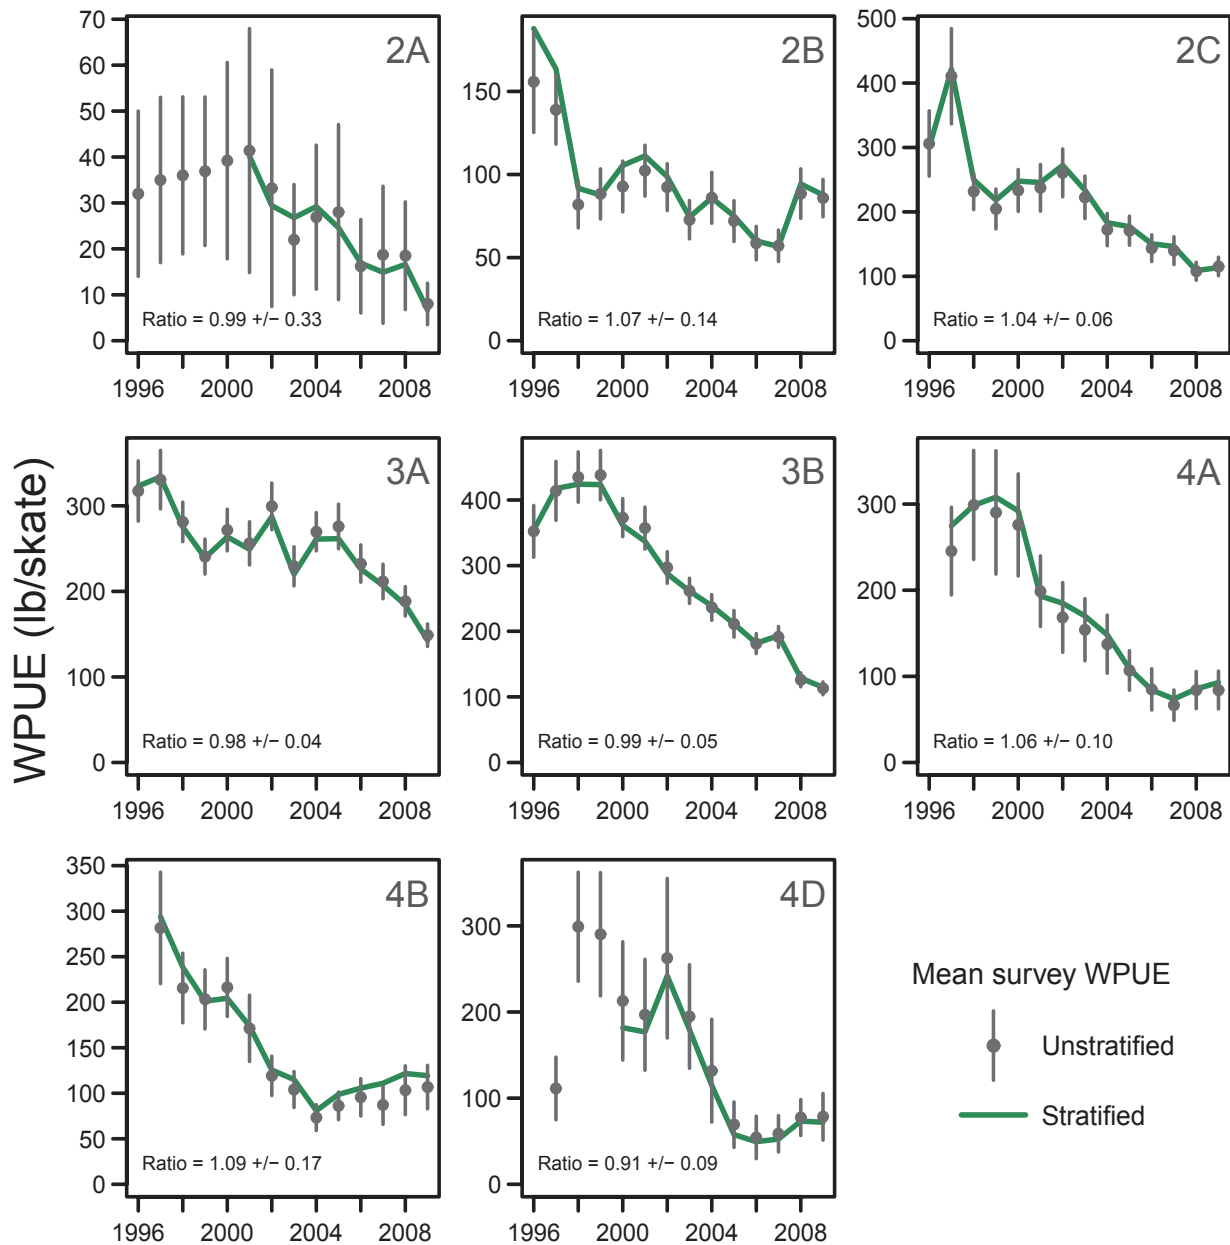 WPUE (lb/skate)
2A
70
60
50
40
30
20
10
0
Ratio = 0.99 +/− 0.33
1996 2000 2004 2008
2B
150
100
50
0
Ratio = 1.07 +/− 0.14
1996 2000 2004 2008
2C
500
400
300
200
100
0
Ratio = 1.04 +/− 0.06
1996 2000 2004 2008
3A
300
200
100
0
Ratio = 0.98 +/− 0.04
1996 2000 2004 2008
3B
400
300
200
100
0
Ratio = 0.99 +/− 0.05
1996 2000 2004 2008
4A
300
200
100
0
Ratio = 1.06 +/− 0.10
1996 2000 2004 2008
4B
350
300
250
200
150
100
50
0
Ratio = 1.09 +/− 0.17
1996 2000 2004 2008
4D
300
200
100
0
Ratio = 0.91 +/− 0.09
1996 2000 2004 2008
Mean survey WPUE
Unstratified
Stratified